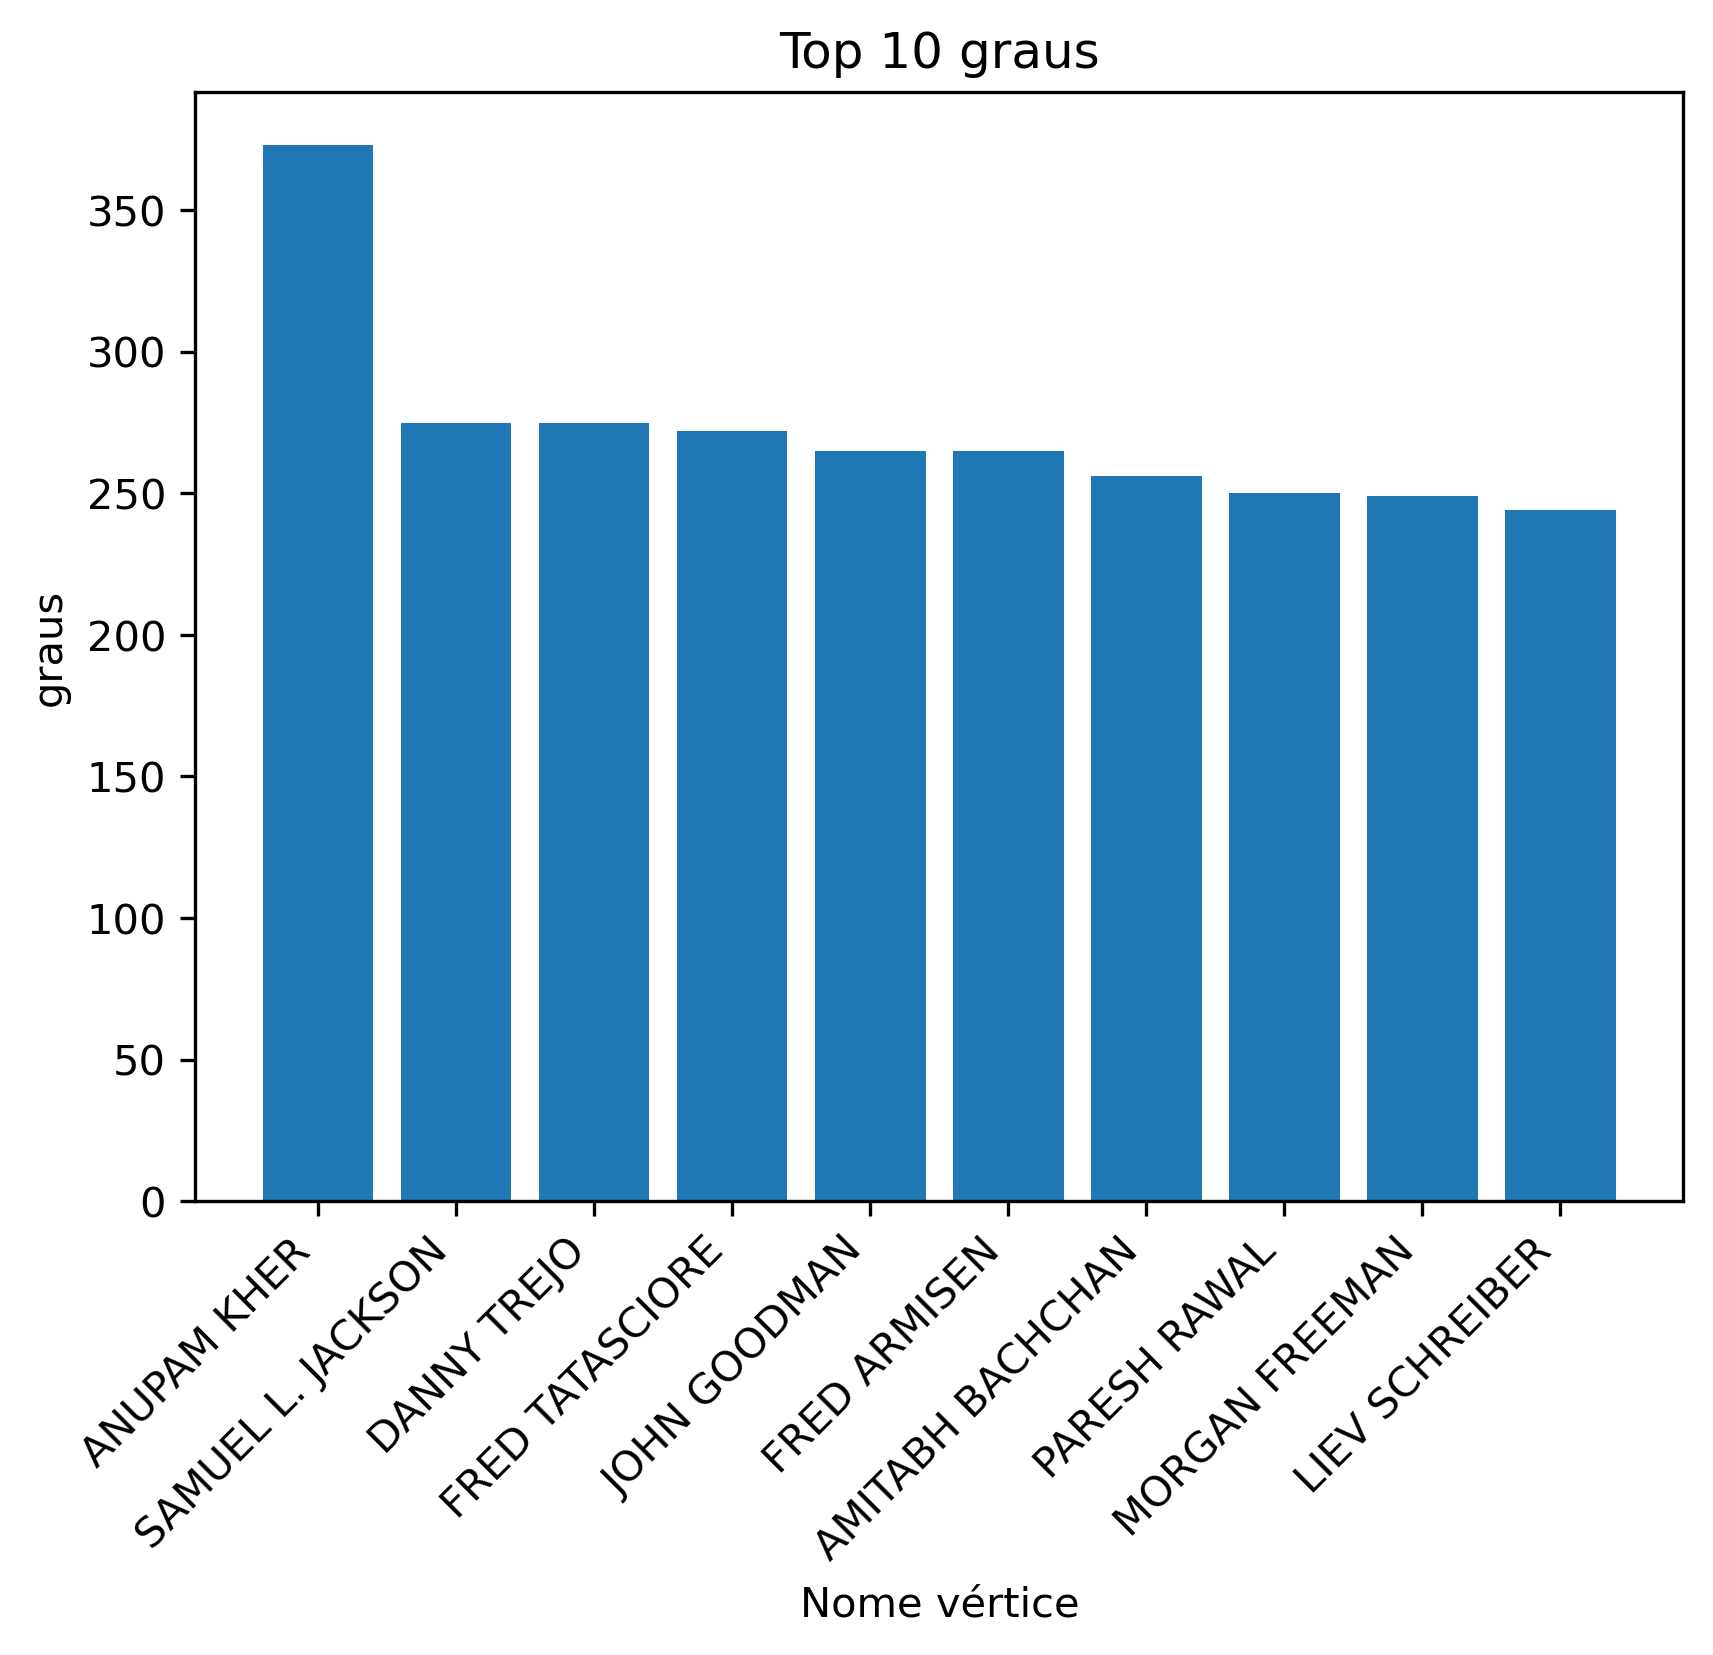 Top 10 graus
graus
350
300
250
200
150
100
50
0
ANUPAM KHER
SAMUEL L. JACKSON
DANNY TREJO
FRED TATASCIORE
JOHN GOODMAN
FRED ARMISEN
AMITABH BACHCHAN
PARESH RAWAL
MORGAN FREEMAN
LIEV SCHREIBER
Nome vértice